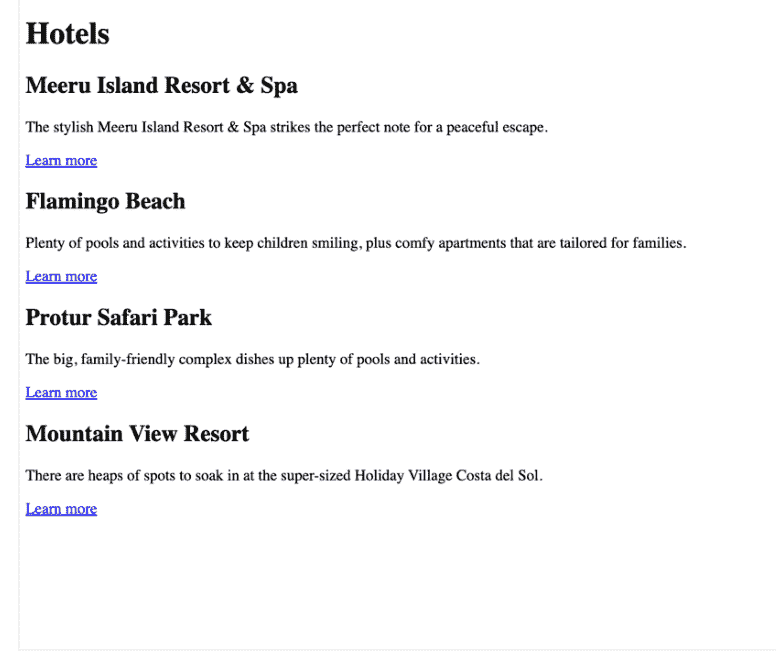 Hotels
Meeru Island Resort & Spa
The stylish Meeru Island Resort & Spa strikes the perfect note for a peaceful escape.
Learn more
Flamingo Beach
Plenty of pools and activities to keep children smiling, plus comfy apartments that are tailored for families.
Learn more
Protur Safari Park
The big, family-friendly complex dishes up plenty of pools and activities.
Learn more
Mountain View Resort
There are heaps of spots to soak in at the super-sized Holiday Village Costa del Sol.
Learn more